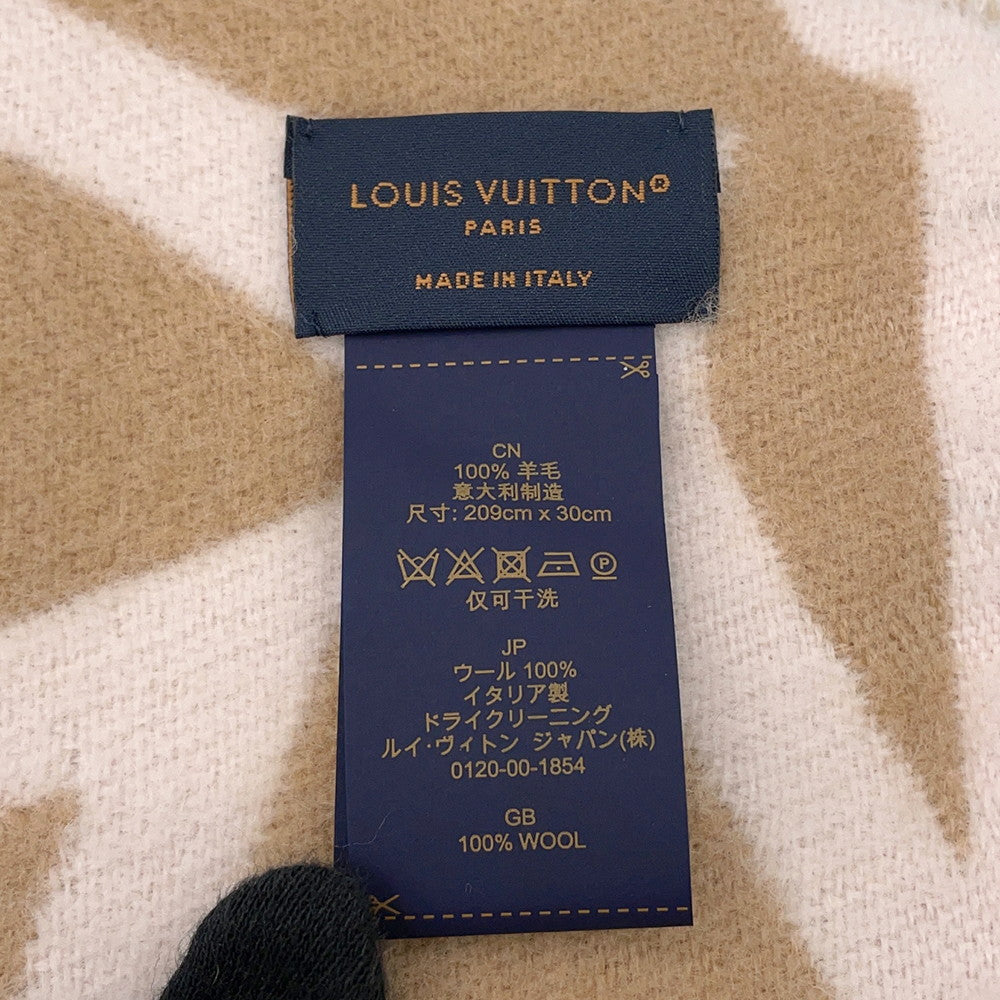 LOUIS VUITTON®
PARIS
MADE IN ITALY
CN
100% 羊毛
意大利制造
尺寸: 209cm x 30cm
P
仅可干洗
JP
ウール 100%
イタリア製
ドライクリーニング
ルイ・ヴィトン ジャパン(株)
0120-00-1854
GB
100% WOOL